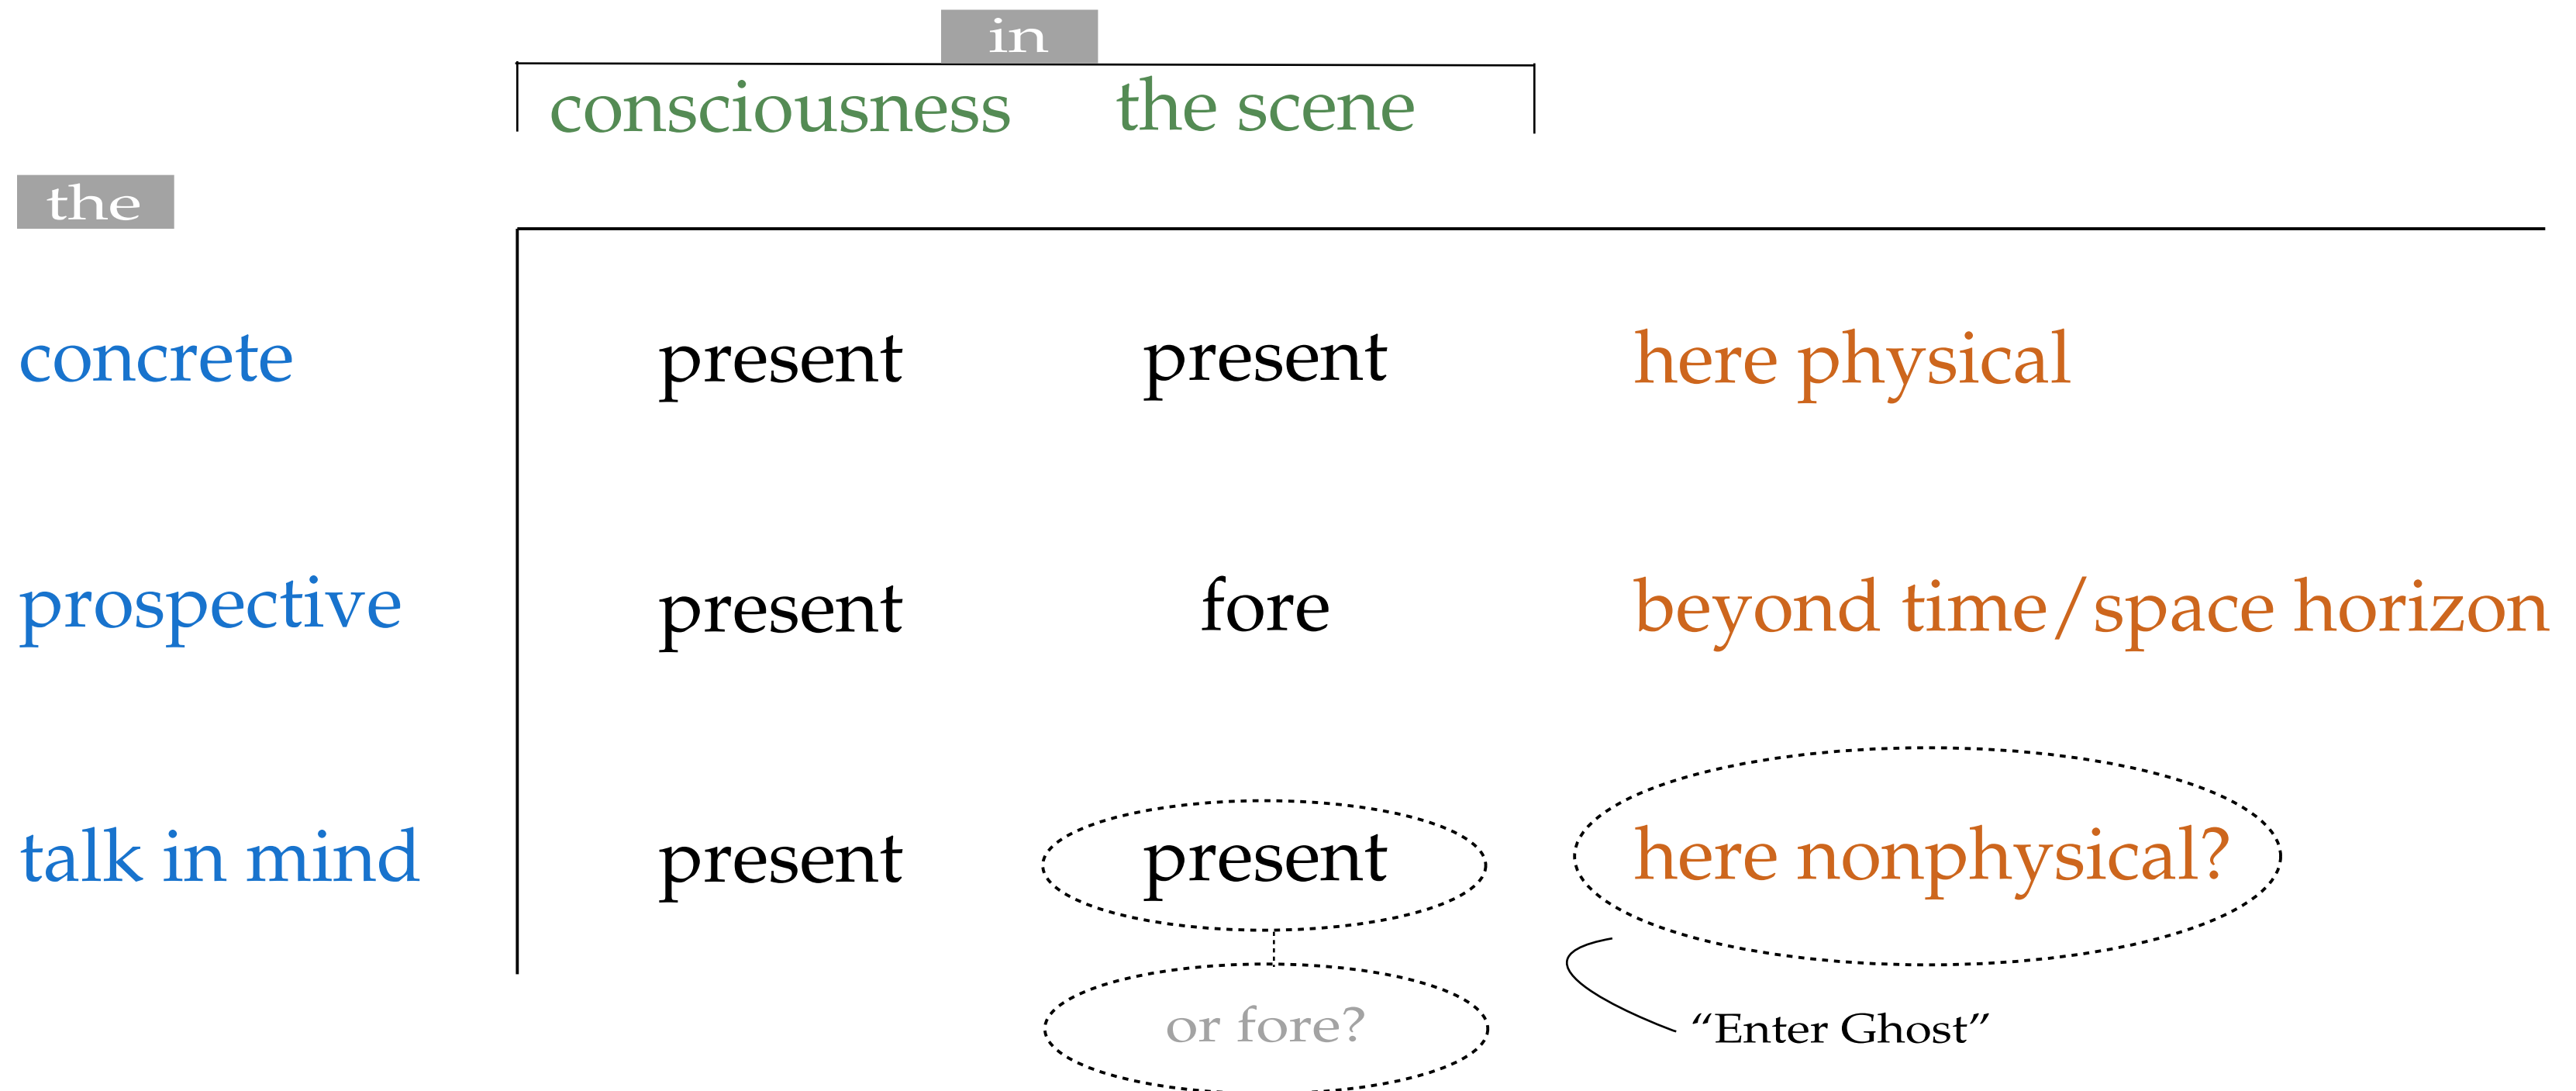 in
consciousness the scene
the
concrete present present here physical
prospective present fore beyond time/space horizon
talk in mind present present here nonphysical?
or fore? “Enter Ghost”